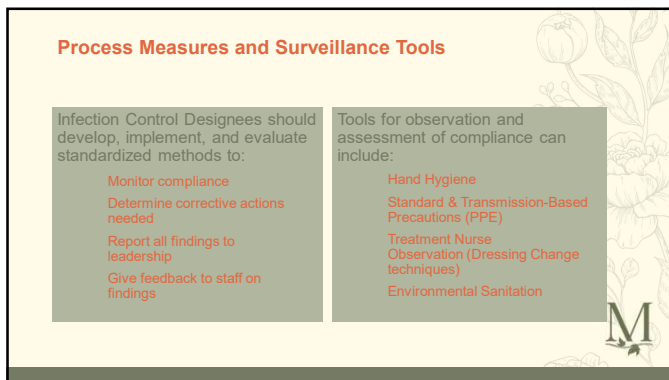 Process Measures and Surveillance Tools
Infection Control Designees should
develop, implement, and evaluate
standardized methods to:
Monitor compliance
Determine corrective actions
needed
Report all findings to
leadership
Give feedback to staff on
findings
Tools for observation and
assessment of compliance can
include:
Hand Hygiene
Standard & Transmission-Based
Precautions (PPE)
Treatment Nurse
Observation (Dressing Change
techniques)
Environmental Sanitation
M